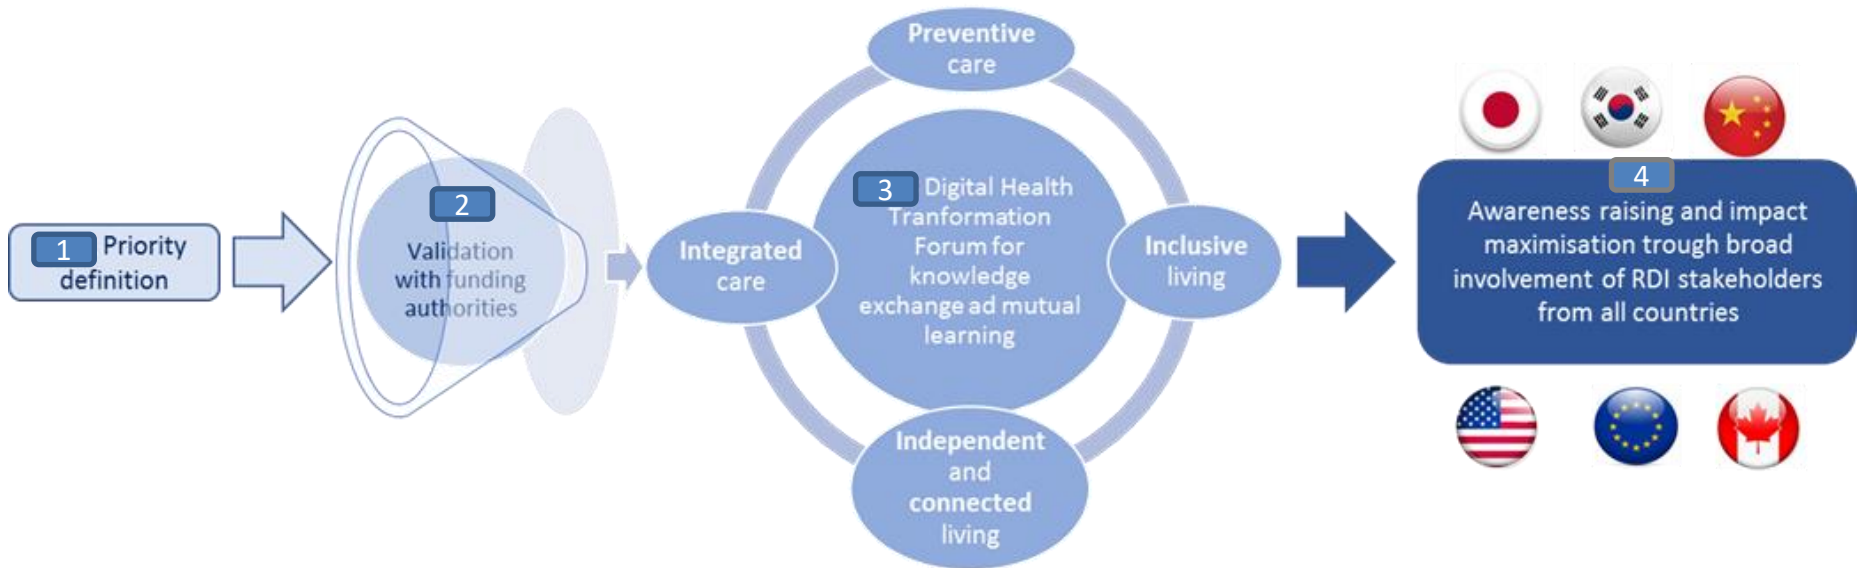 1 Priority
definition
2
Validation
with funding
authorities
Preventive
care
Integrated
care
3 Digital Health
Tranformation
Forum for
knowledge
exchange ad mutual
learning
Inclusive
living
Independent
and
connected
living
4
Awareness raising and impact
maximisation trough broad
involvement of RDI stakeholders
from all countries